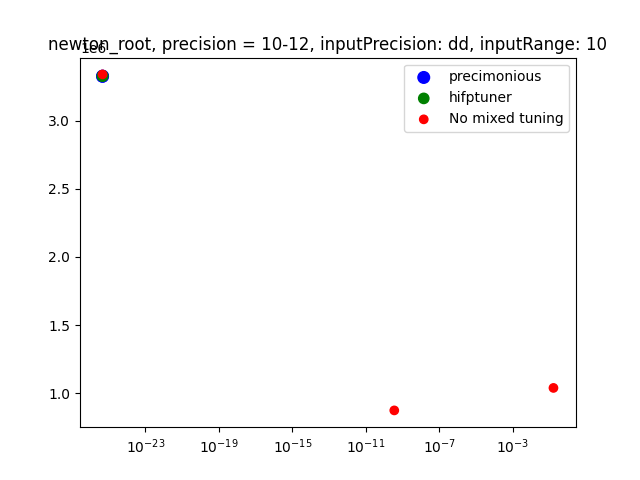 newton_root, precision = 10-12, inputPrecision: dd, inputRange: 10
1e6
precimonious
hifptuner
No mixed tuning
3.0
2.5
2.0
1.5
1.0
10⁻²³ 10⁻¹⁹ 10⁻¹⁵ 10⁻¹¹ 10⁻⁷ 10⁻³